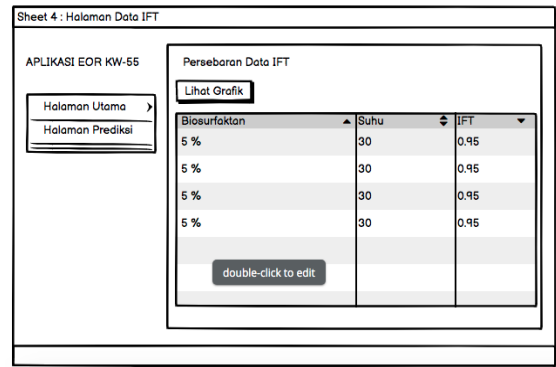 Sheet 4 : Halaman Data IFT
APLIKASI EOR KW-55
Halaman Utama
Halaman Prediksi
Persebaran Data IFT
Lihat Grafik
Biosurfaktan Suhu IFT
5 % 30 0.95
5 % 30 0.95
5 % 30 0.95
5 % 30 0.95
double-click to edit